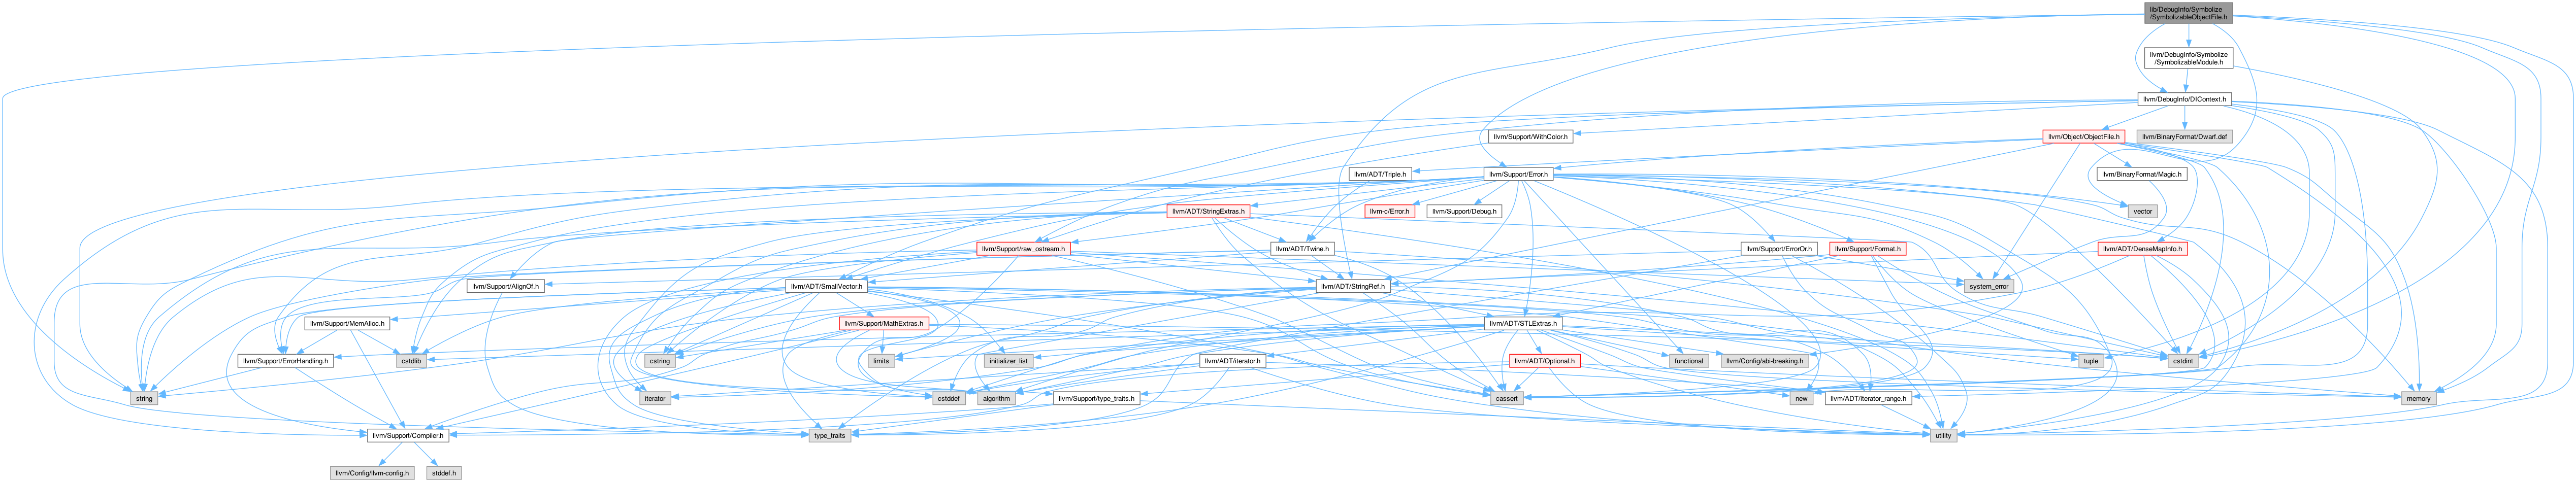 lib/DebugInfo/Symbolize
/SymbolizableObjectFile.h
llvm/DebugInfo/Symbolize
/SymbolizableModule.h
llvm/DebugInfo/DIContext.h
llvm/Support/WithColor.h
llvm/Object/ObjectFile.h
llvm/BinaryFormat/Dwarf.def
llvm/ADT/Triple.h
llvm/Support/Error.h
llvm/BinaryFormat/Magic.h
llvm/ADT/StringExtras.h
llvm-c/Error.h
llvm/Support/Debug.h
vector
llvm/Support/raw_ostream.h
llvm/ADT/Twine.h
llvm/Support/ErrorOr.h
llvm/Support/Format.h
llvm/ADT/DenseMapInfo.h
llvm/Support/AlignOf.h
llvm/ADT/SmallVector.h
llvm/ADT/StringRef.h
system_error
llvm/Support/MemAlloc.h
llvm/Support/MathExtras.h
llvm/ADT/STLExtras.h
llvm/Support/ErrorHandling.h
cstdlib
cstring
limits
initializer_list
llvm/ADT/iterator.h
llvm/ADT/Optional.h
functional
llvm/Config/abi-breaking.h
tuple
cstdint
string
iterator
cstddef
algorithm
llvm/Support/type_traits.h
cassert
new
llvm/ADT/iterator_range.h
memory
llvm/Support/Compiler.h
type_traits
utility
llvm/Config/llvm-config.h
stddef.h